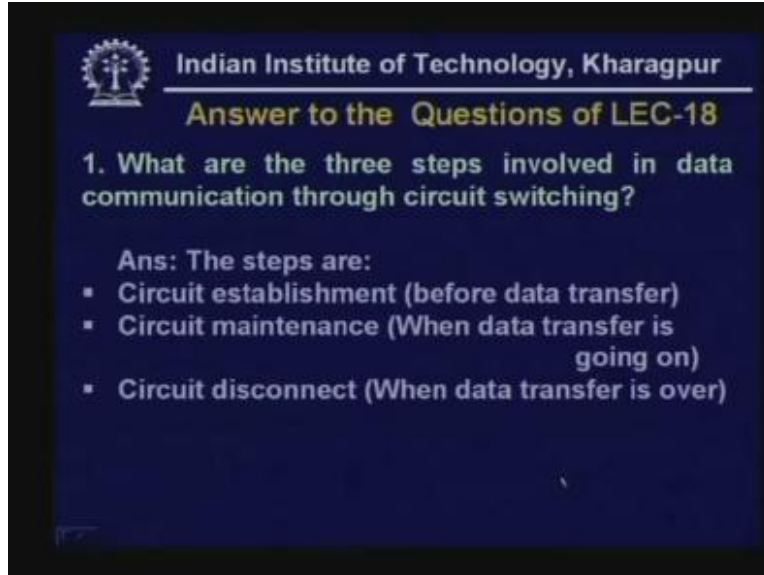 Indian Institute of Technology, Kharagpur
Answer to the Questions of LEC-18
1. What are the three steps involved in data
communication through circuit switching?
Ans: The steps are:
▪ Circuit establishment (before data transfer)
▪ Circuit maintenance (When data transfer is
going on)
▪ Circuit disconnect (When data transfer is over)